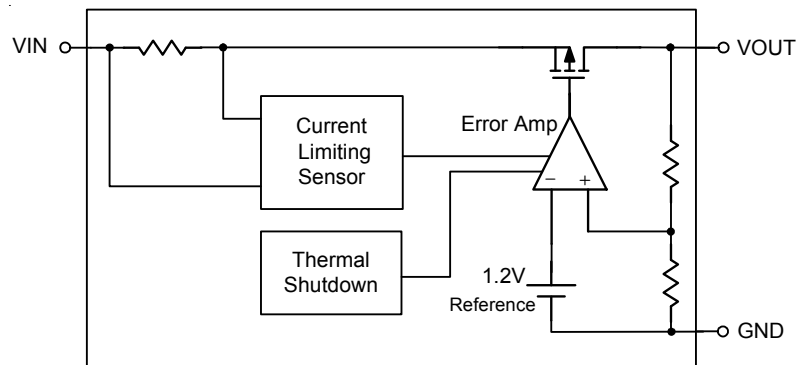 VIN
VOUT
Error Amp
Current
Limiting
Sensor
− +
Thermal
Shutdown
1.2V
Reference
GND